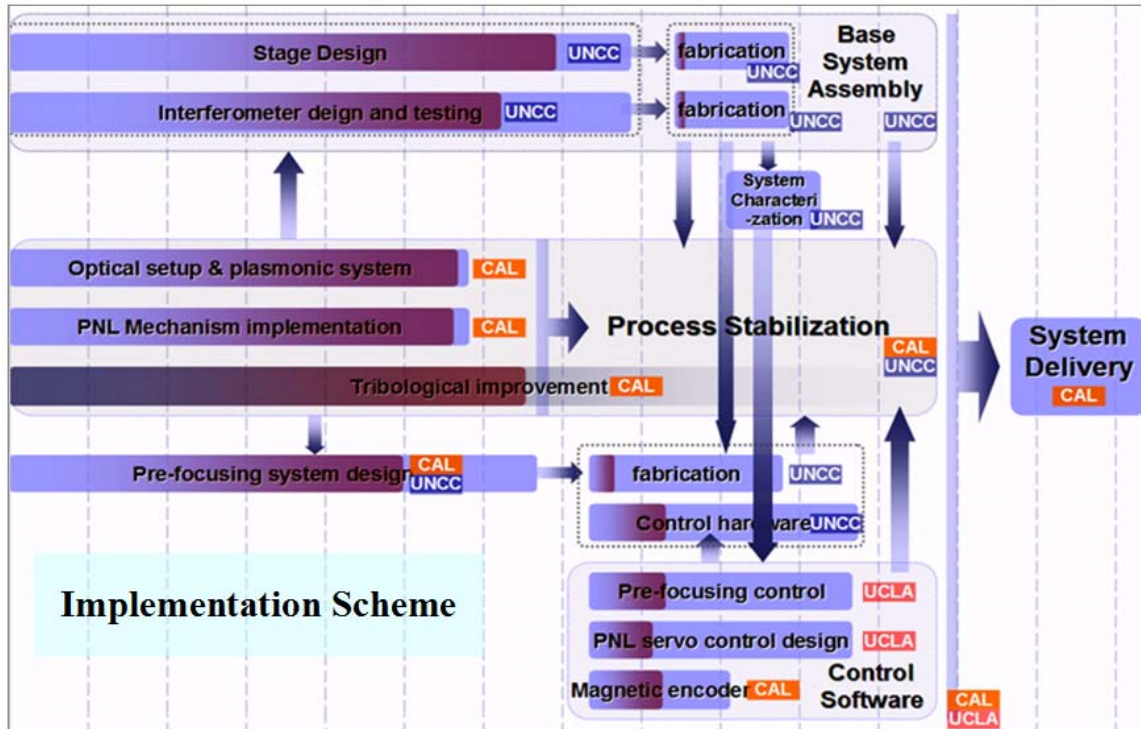 Stage Design
UNCC
fabrication
UNCC
Base
System
Assembly
UNCC
Interferometer deign and testing
UNCC
fabrication
UNCC
System
Characteri
-zation
UNCC
Optical setup & plasmonic system
CAL
PNL Mechanism implementation
CAL
Process Stabilization
CAL
UNCC
Tribological improvement
CAL
System
Delivery
CAL
Pre-focusing system design
CAL
UNCC
fabrication
UNCC
Control hardware
UNCC
Implementation Scheme
Pre-focusing control
UCLA
PNL servo control design
UCLA
Magnetic encoder
CAL
Control
Software
CAL
UCLA